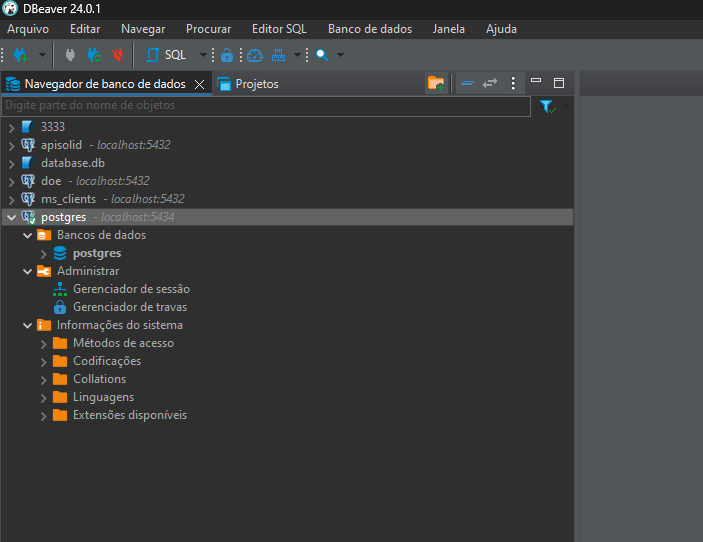 DBeaver 24.0.1
Arquivo Editar Navegar Procurar Editor SQL Banco de dados Janela Ajuda
SQL
Navegador de banco de dados Projetos
Digite parte do nome de objetos
3333
apisolid - localhost:5432
database.db
doe - localhost:5432
ms_clients - localhost:5432
postgres - localhost:5434
Bancos de dados
postgres
Administrar
Gerenciador de sessão
Gerenciador de travas
Informações do sistema
Métodos de acesso
Codificações
Collations
Linguagens
Extensões disponíveis